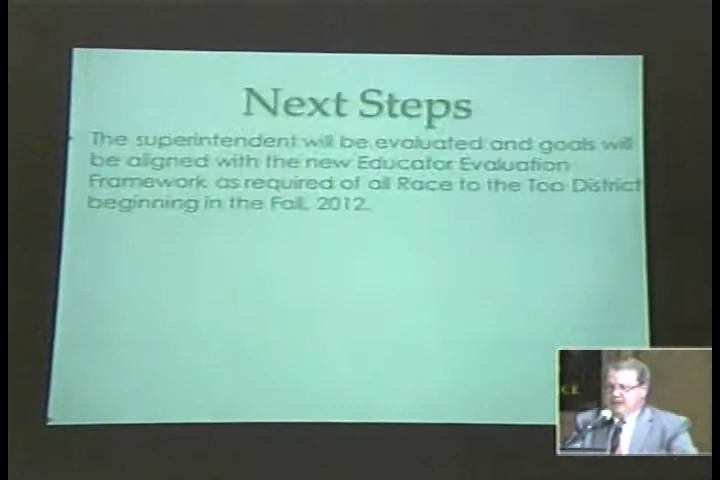 Next Steps
The superintendent will be evaluated and goals will
be aligned with the new Educator Evaluation
Framework as required of all Race to the Top District
beginning in the Fall, 2012.
CE